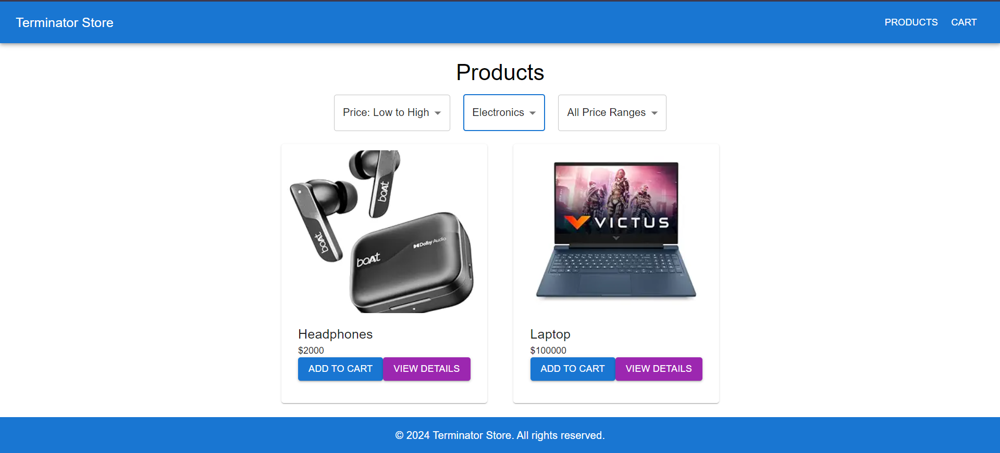 Terminator Store
PRODUCTS CART
Products
Price: Low to High Electronics All Price Ranges
boAt
boAt
Dolby Audio
boAt
VICTUS
Headphones
$2000
ADD TO CART VIEW DETAILS
Laptop
$100000
ADD TO CART VIEW DETAILS
© 2024 Terminator Store. All rights reserved.